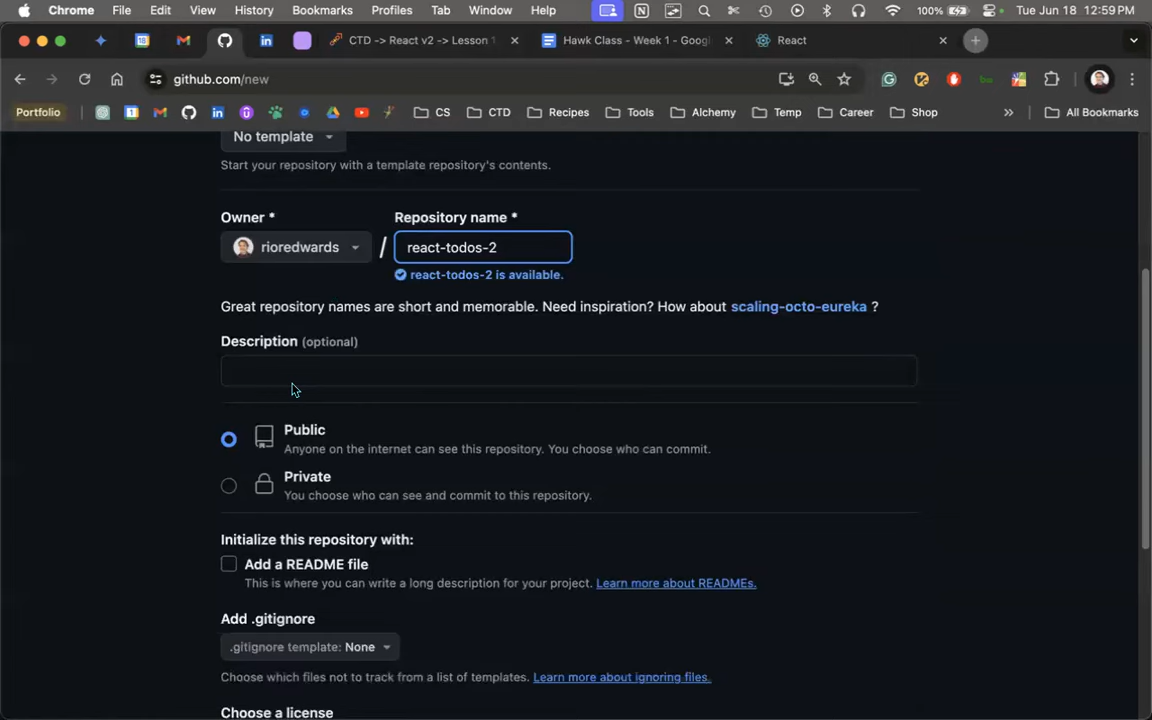 Chrome File Edit View History Bookmarks Profiles Tab Window Help 100% Tue Jun 18 12:59 PM
CTD -> React v2 -> Lesson 1 Hawk Class - Week 1 - Googl React
github.com/new
Portfolio CS CTD Recipes Tools Alchemy Temp Career Shop All Bookmarks
No template
Start your repository with a template repository's contents.
Owner * Repository name *
rioredwards / react-todos-2
react-todos-2 is available.
Great repository names are short and memorable. Need inspiration? How about scaling-octo-eureka ?
Description (optional)
Public
Anyone on the internet can see this repository. You choose who can commit.
Private
You choose who can see and commit to this repository.
Initialize this repository with:
Add a README file
This is where you can write a long description for your project. Learn more about READMEs.
Add .gitignore
.gitignore template: None
Choose which files not to track from a list of templates. Learn more about ignoring files.
Choose a license